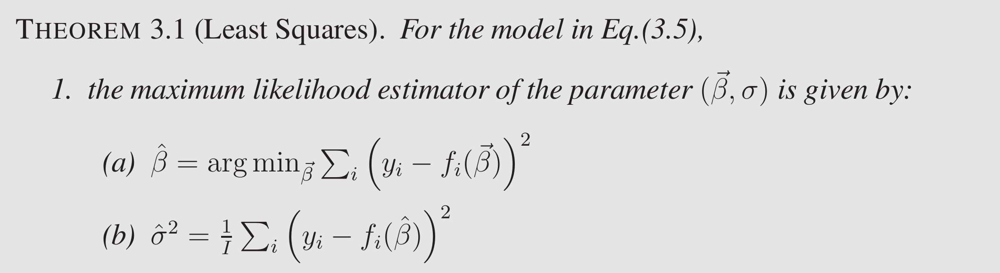 THEOREM 3.1 (Least Squares). For the model in Eq.(3.5),
1. the maximum likelihood estimator of the parameter $(\vec{\beta}, \sigma)$ is given by:
(a) $\hat{\beta} = \arg\min_{\vec{\beta}} \sum_i \left( y_i - f_i(\vec{\beta}) \right)^2$
(b) $\hat{\sigma}^2 = \frac{1}{I} \sum_i \left( y_i - f_i(\hat{\beta}) \right)^2$